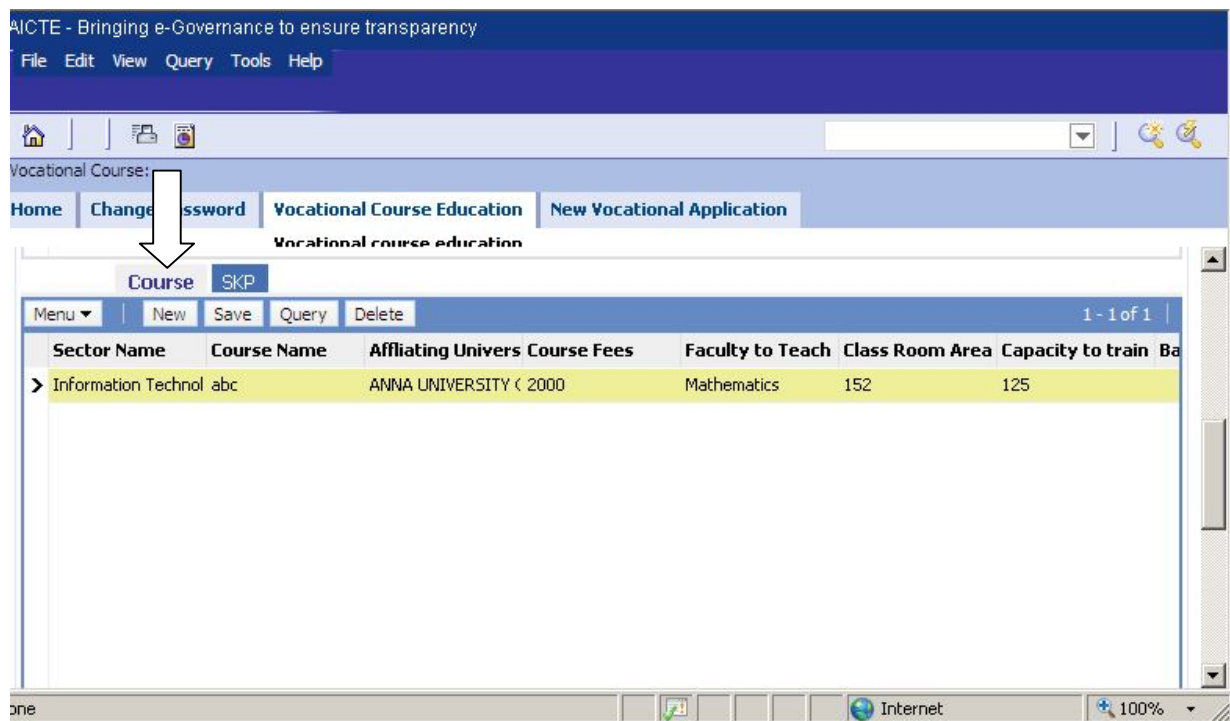 AICTE - Bringing e-Governance to ensure transparency
File Edit View Query Tools Help
Vocational Course:
Home Change ssword Vocational Course Education New Vocational Application
Vocational course education
Course SKP
Menu New Save Query Delete 1 - 1 of 1
Sector Name Course Name Affliating Univers Course Fees Faculty to Teach Class Room Area Capacity to train Ba
Information Technol abc ANNA UNIVERSITY ( 2000 Mathematics 152 125
one Internet 100%